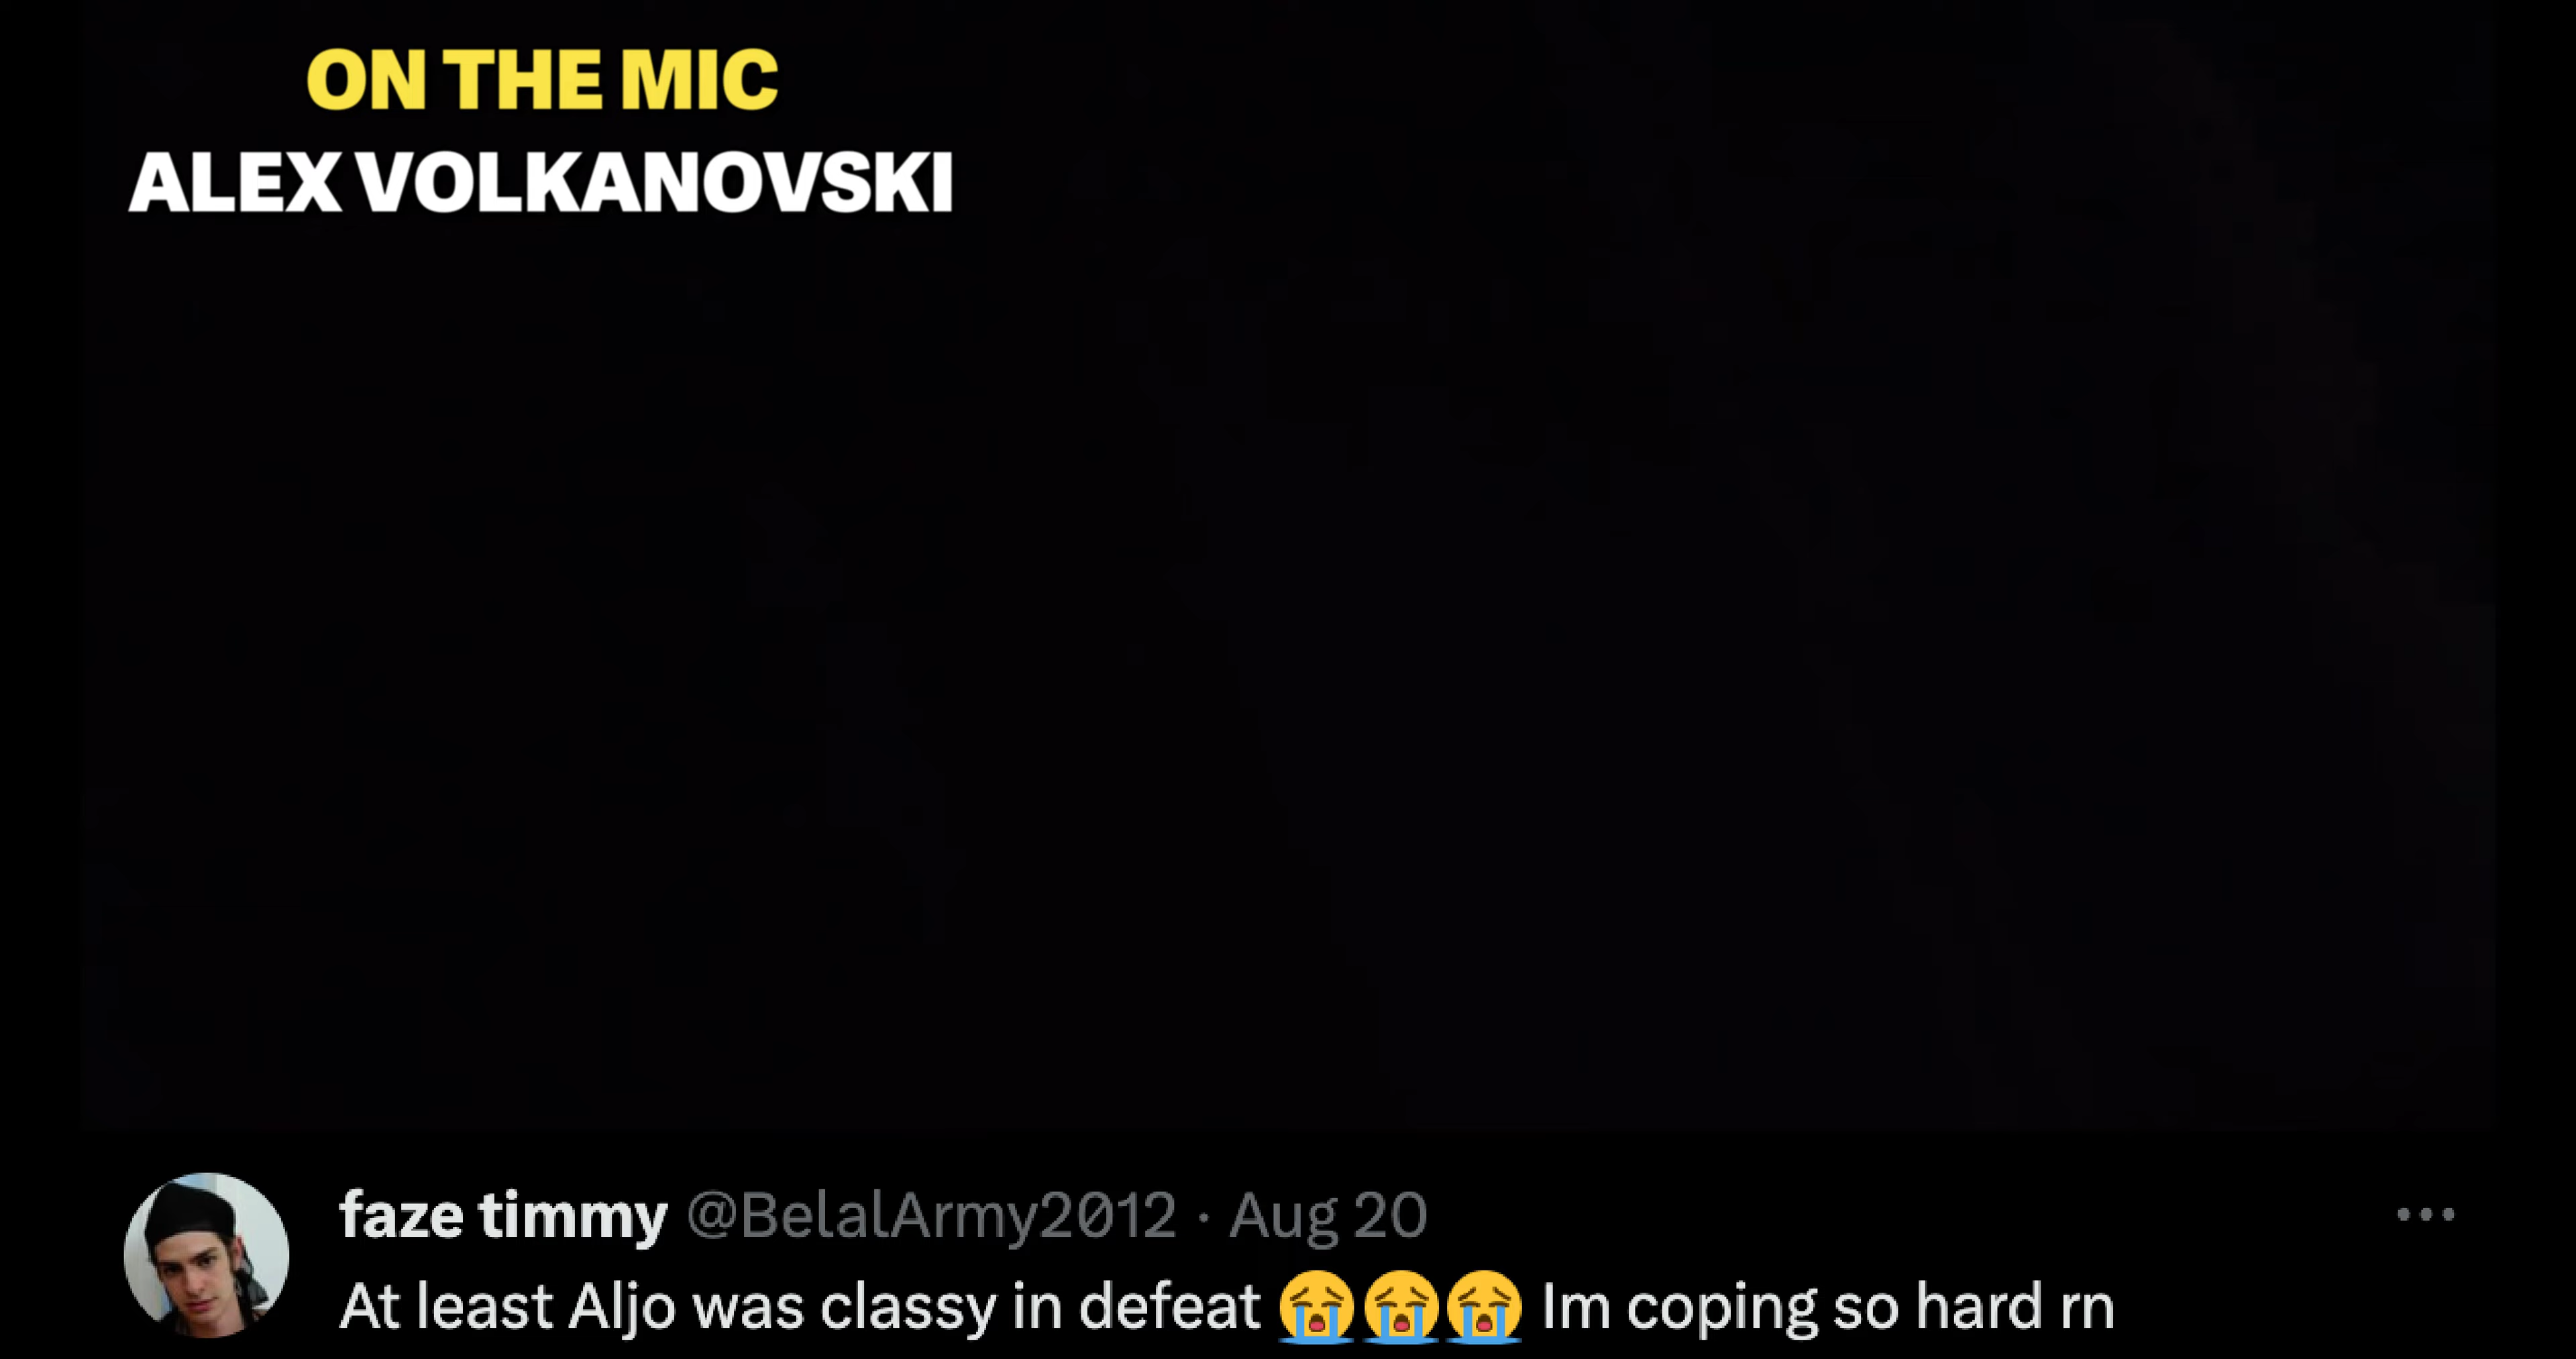 ON THE MIC
ALEX VOLKANOVSKI
faze timmy @BelalArmy2012 · Aug 20
At least Aljo was classy in defeat 😭😭😭 Im coping so hard rn